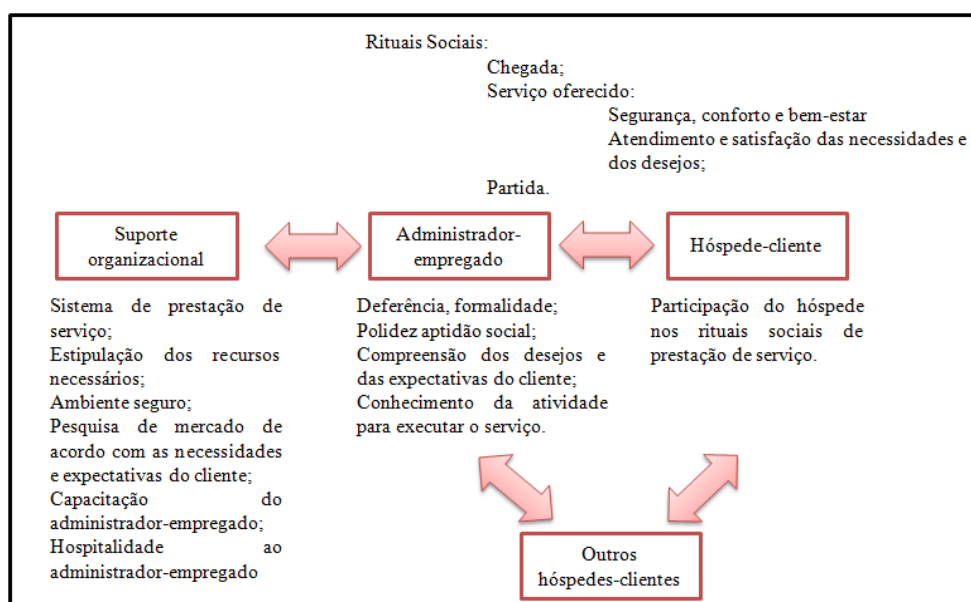 Rituais Sociais:
Chegada;
Serviço oferecido:
Segurança, conforto e bem-estar
Atendimento e satisfação das necessidades e
dos desejos;
Partida.
Suporte
organizacional
Administrador-
empregado
Hóspede-cliente
Sistema de prestação de
serviço;
Estipulação dos recursos
necessários;
Ambiente seguro;
Pesquisa de mercado de
acordo com as necessidades
e expectativas do cliente;
Capacitação do
administrador-empregado;
Hospitalidade ao
administrador-empregado
Deferência, formalidade;
Polidez aptidão social;
Compreensão dos desejos e
das expectativas do cliente;
Conhecimento da atividade
para executar o serviço.
Participação do hóspede
nos rituais sociais de
prestação de serviço.
Outros
hóspedes-clientes